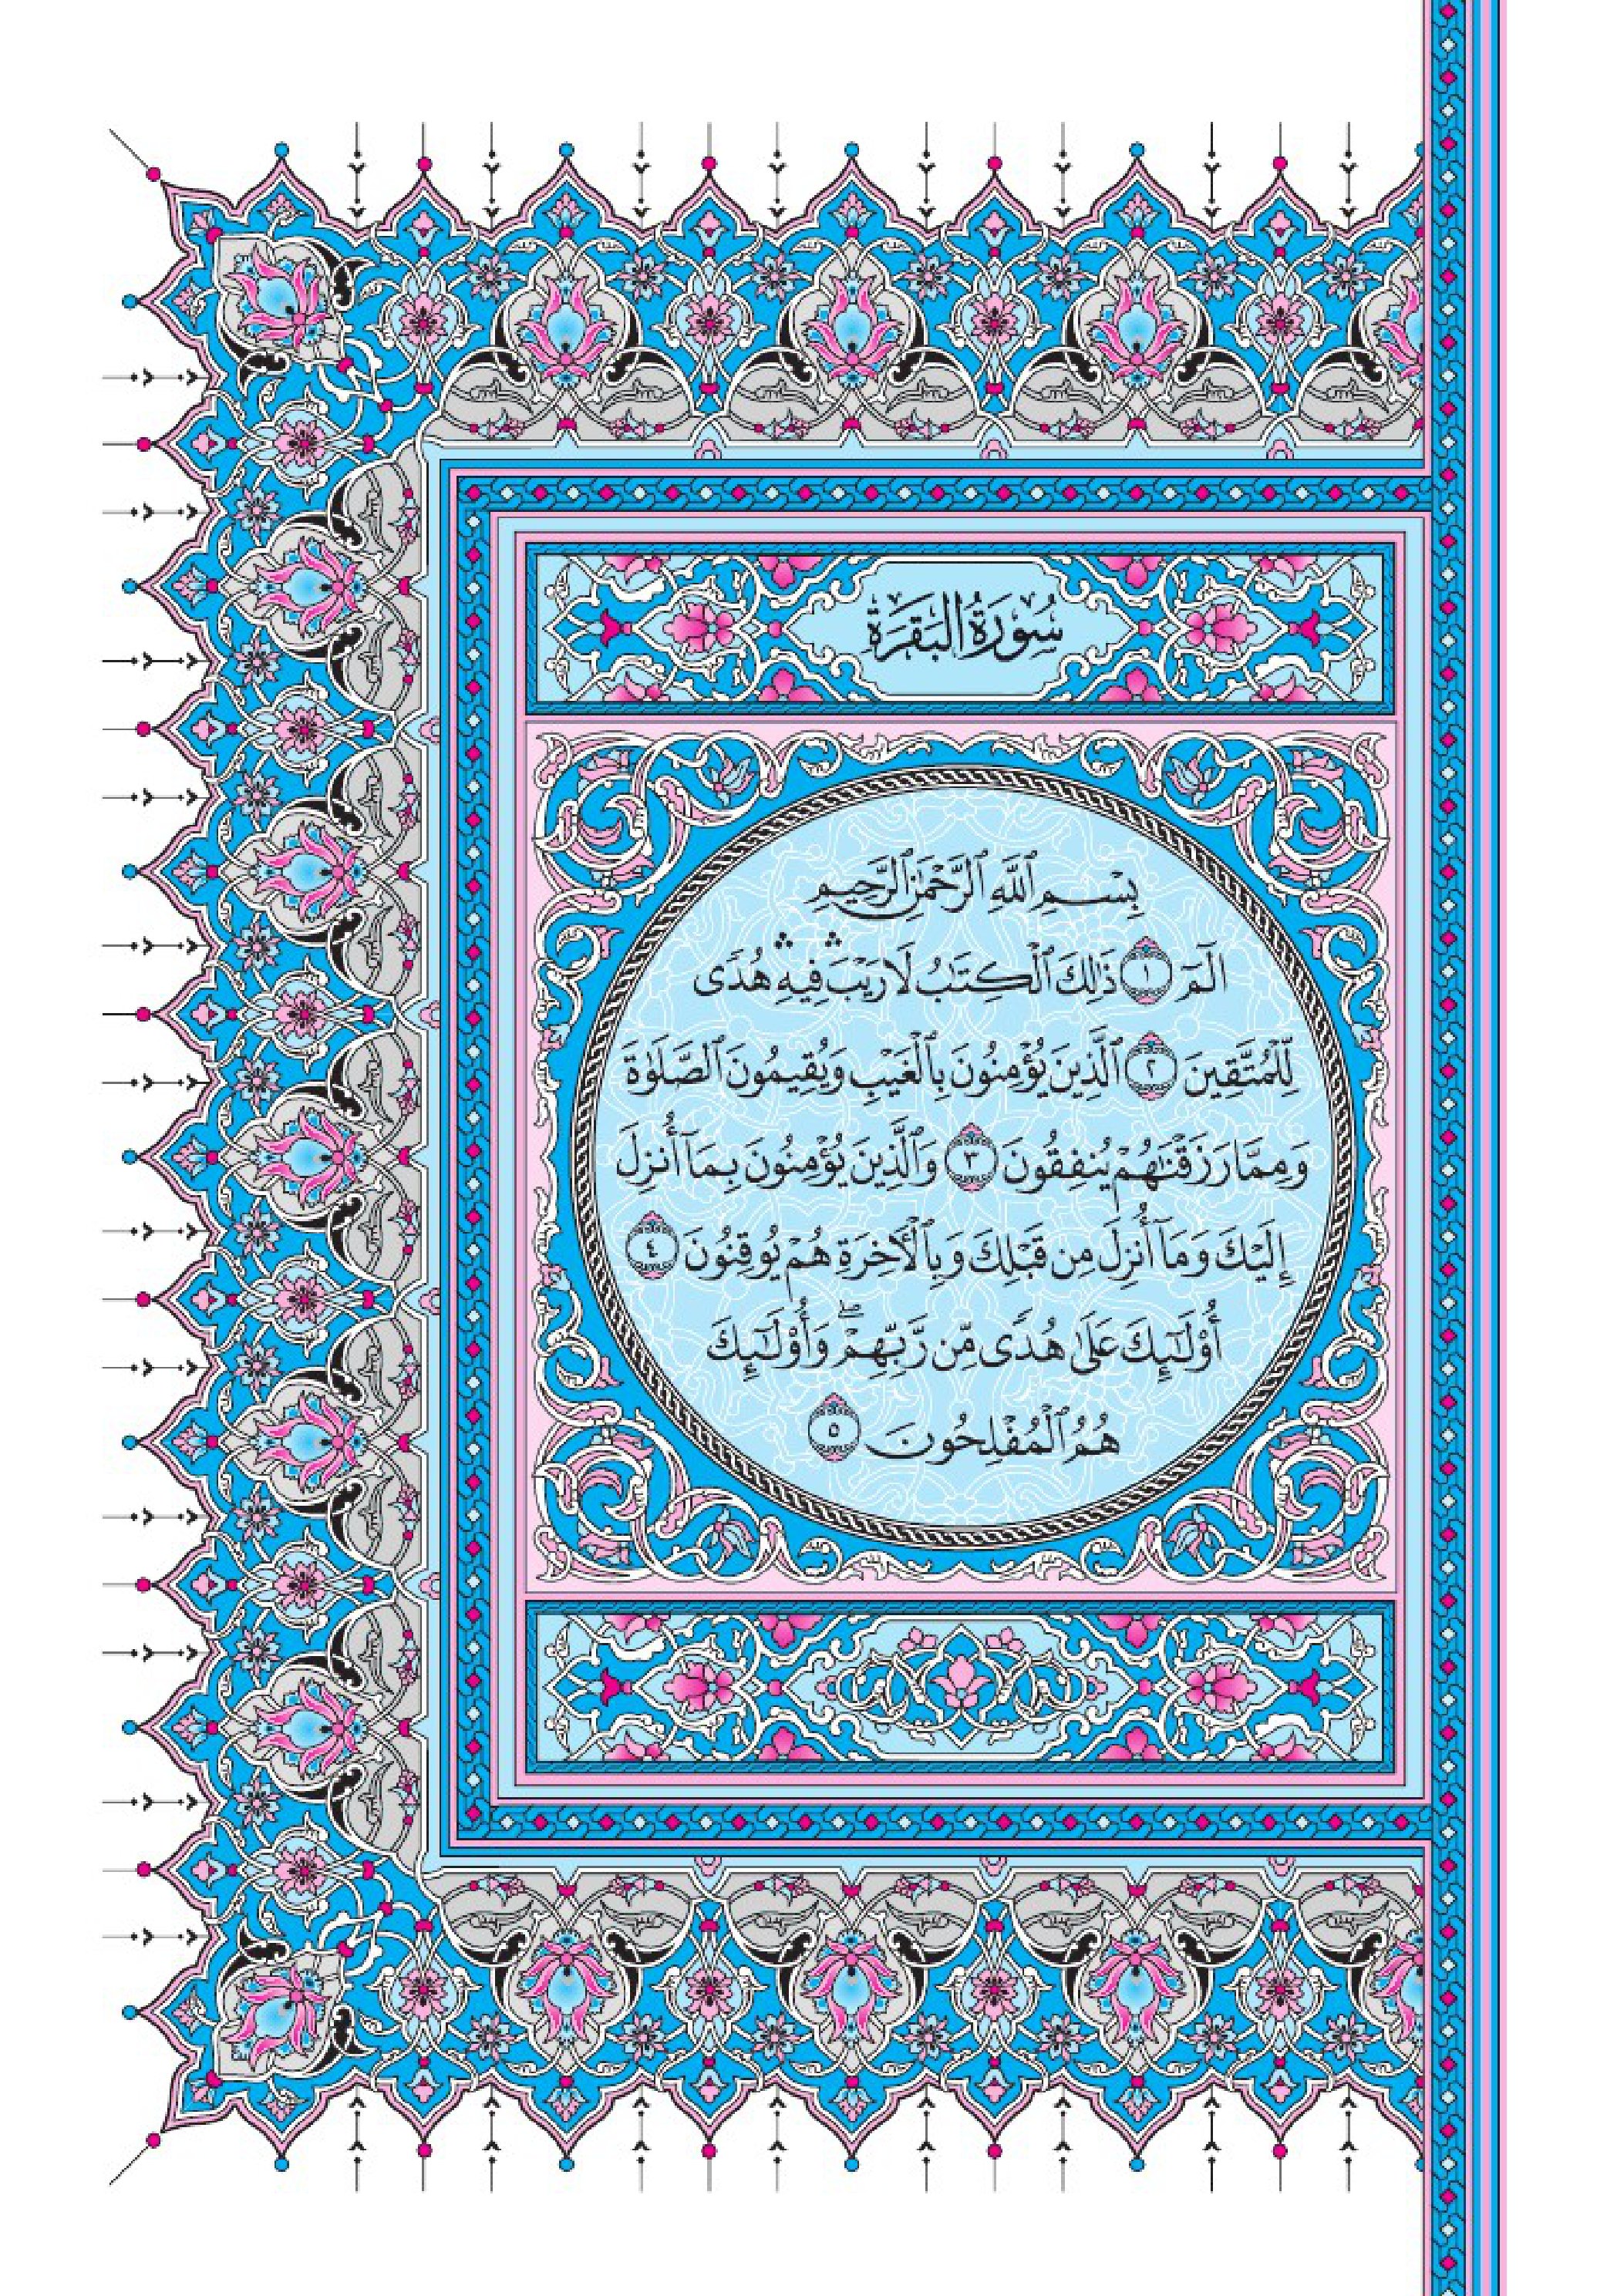 سُورَةُ البَقَرَةِ
بِسْمِ ٱللَّهِ ٱلرَّحْمَٰنِ ٱلرَّحِيمِ
الٓمٓ ١ ذَٰلِكَ ٱلْكِتَٰبُ لَا رَيْبَ ۛ فِيهِ ۛ هُدًى
لِّلْمُتَّقِينَ ٢ ٱلَّذِينَ يُؤْمِنُونَ بِٱلْغَيْبِ وَيُقِيمُونَ ٱلصَّلَوٰةَ
وَمِمَّا رَزَقْنَٰهُمْ يُنفِقُونَ ٣ وَٱلَّذِينَ يُؤْمِنُونَ بِمَآ أُنزِلَ
إِلَيْكَ وَمَآ أُنزِلَ مِن قَبْلِكَ وَبِٱلْءَاخِرَةِ هُمْ يُوقِنُونَ ٤
أُو۟لَٰٓئِكَ عَلَىٰ هُدًى مِّن رَّبِّهِمْ ۖ وَأُو۟لَٰٓئِكَ
هُمُ ٱلْمُفْلِحُونَ ٥